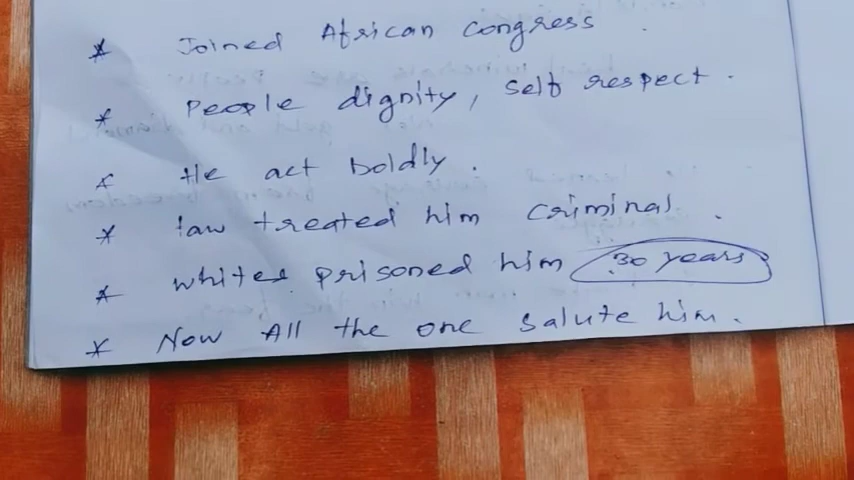 * Joined African Congress
* People dignity, Self respect.
* He act boldly.
* law treated him criminal.
* whites prisoned him 30 years
* Now All the one salute him.